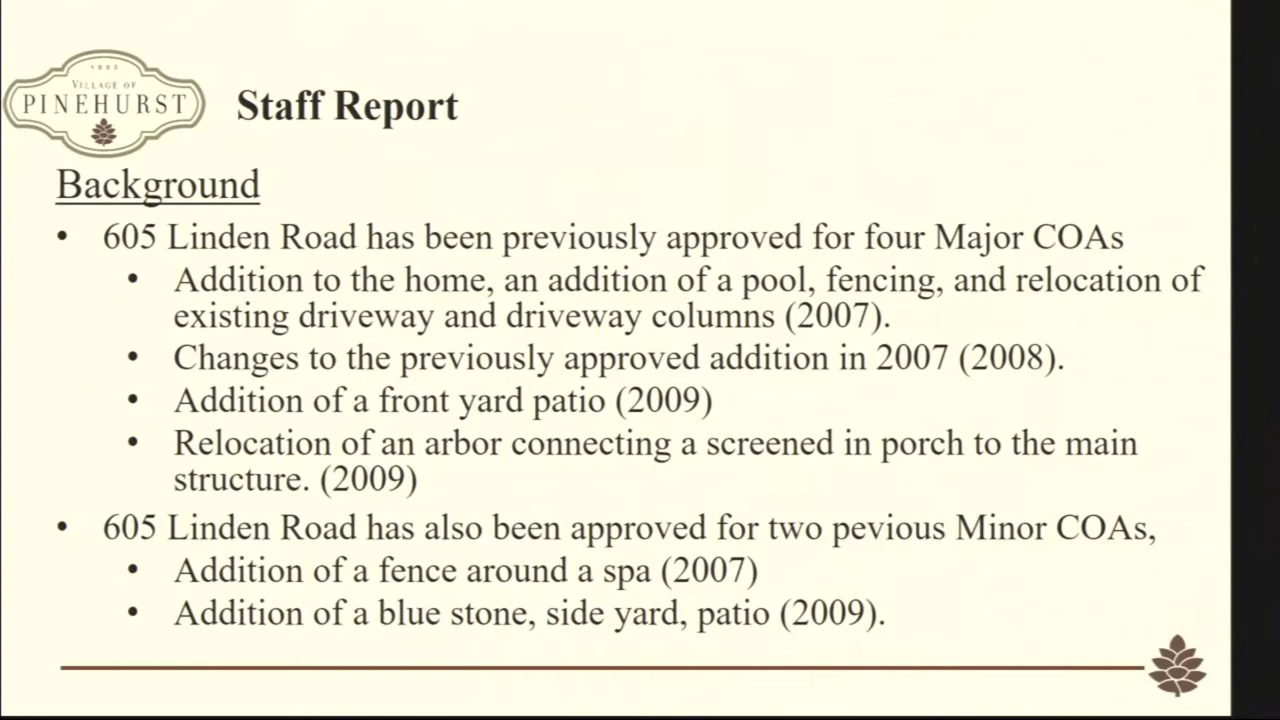 1895
VILLAGE OF
PINEHURST
Staff Report
Background
• 605 Linden Road has been previously approved for four Major COAs
• Addition to the home, an addition of a pool, fencing, and relocation of
existing driveway and driveway columns (2007).
• Changes to the previously approved addition in 2007 (2008).
• Addition of a front yard patio (2009)
• Relocation of an arbor connecting a screened in porch to the main
structure. (2009)
• 605 Linden Road has also been approved for two pevious Minor COAs,
• Addition of a fence around a spa (2007)
• Addition of a blue stone, side yard, patio (2009).